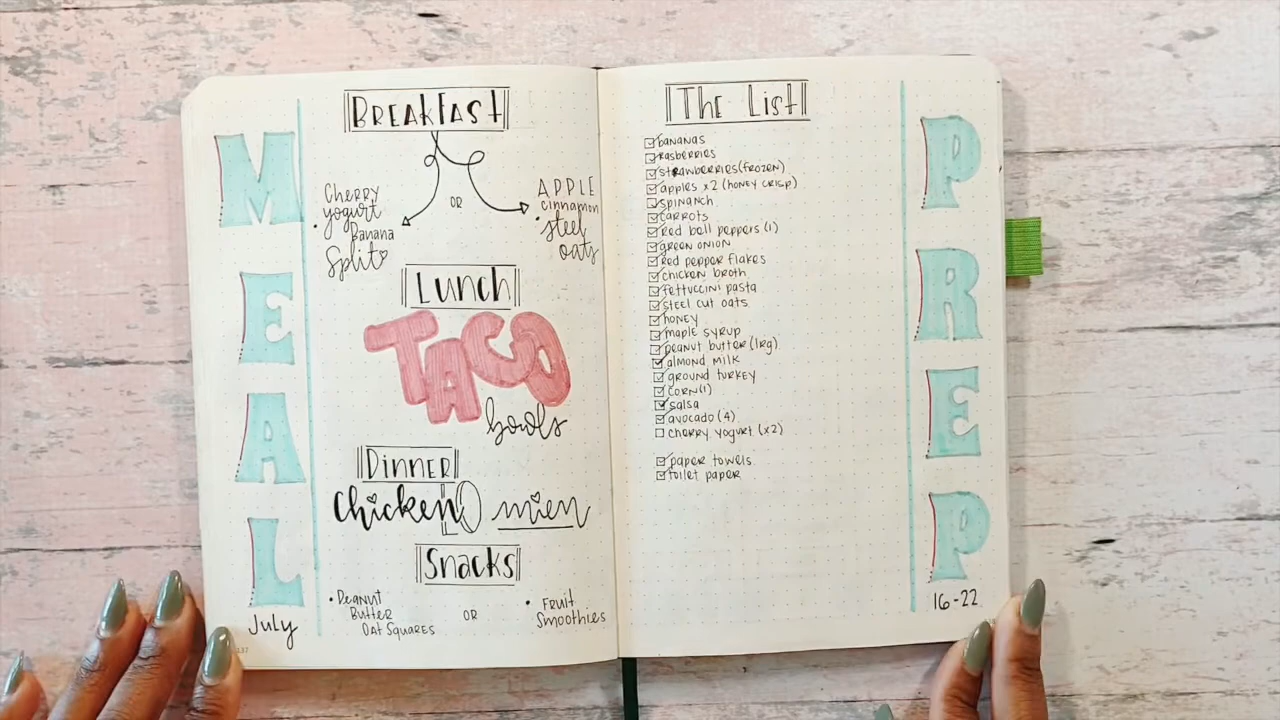 MEAL
BREAKFAST
Cherry
yogurt
Banana
Split
OR
APPLE
cinnamon
steel
oats
Lunch
TACO
bowls
DINNER
Chicken LO mien
Snacks
• Peanut
Butter
Oat Squares
OR
• Fruit
Smoothies
July
137
The List
bananas
rasberries
strawberries (frozen)
apples x2 (honey crisp)
spinanch
carrots
red bell peppers (1)
green onion
red pepper flakes
chicken broth
fettuccini pasta
steel cut oats
honey
maple syrup
peanut butter (lrg)
almond milk
ground turkey
corn (1)
salsa
avocado (4)
cherry yogurt (x2)
paper towels
toilet paper
PREP
16-22